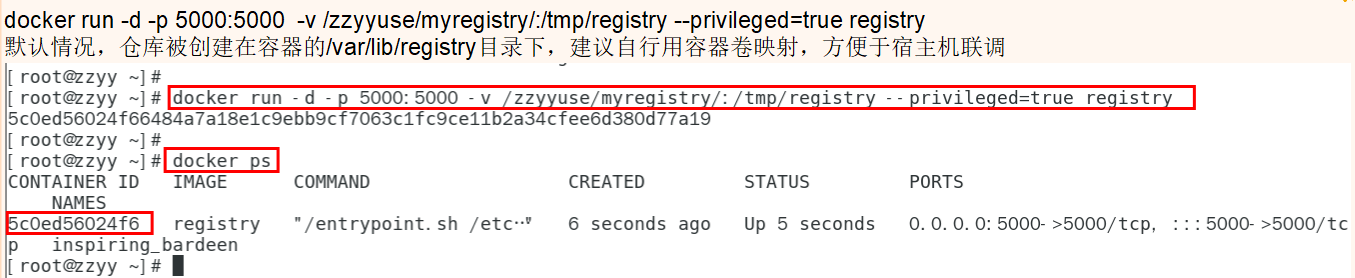 docker run -d -p 5000:5000  -v /zzyyuse/myregistry/:/tmp/registry --privileged=true registry
默认情况，仓库被创建在容器的/var/lib/registry目录下，建议自行用容器卷映射，方便于宿主机联调
[root@zzyy ~]#
[root@zzyy ~]# docker run -d -p 5000:5000 -v /zzyyuse/myregistry/:/tmp/registry --privileged=true registry
5c0ed56024f66484a7a18e1c9ebb9cf7063c1fc9ce11b2a34cfee6d380d77a19
[root@zzyy ~]#
[root@zzyy ~]# docker ps
CONTAINER ID   IMAGE      COMMAND                  CREATED         STATUS         PORTS
    NAMES
5c0ed56024f6   registry   "/entrypoint.sh /etc…"   6 seconds ago   Up 5 seconds   0.0.0.0:5000->5000/tcp, :::5000->5000/tc
p   inspiring_bardeen
[root@zzyy ~]#